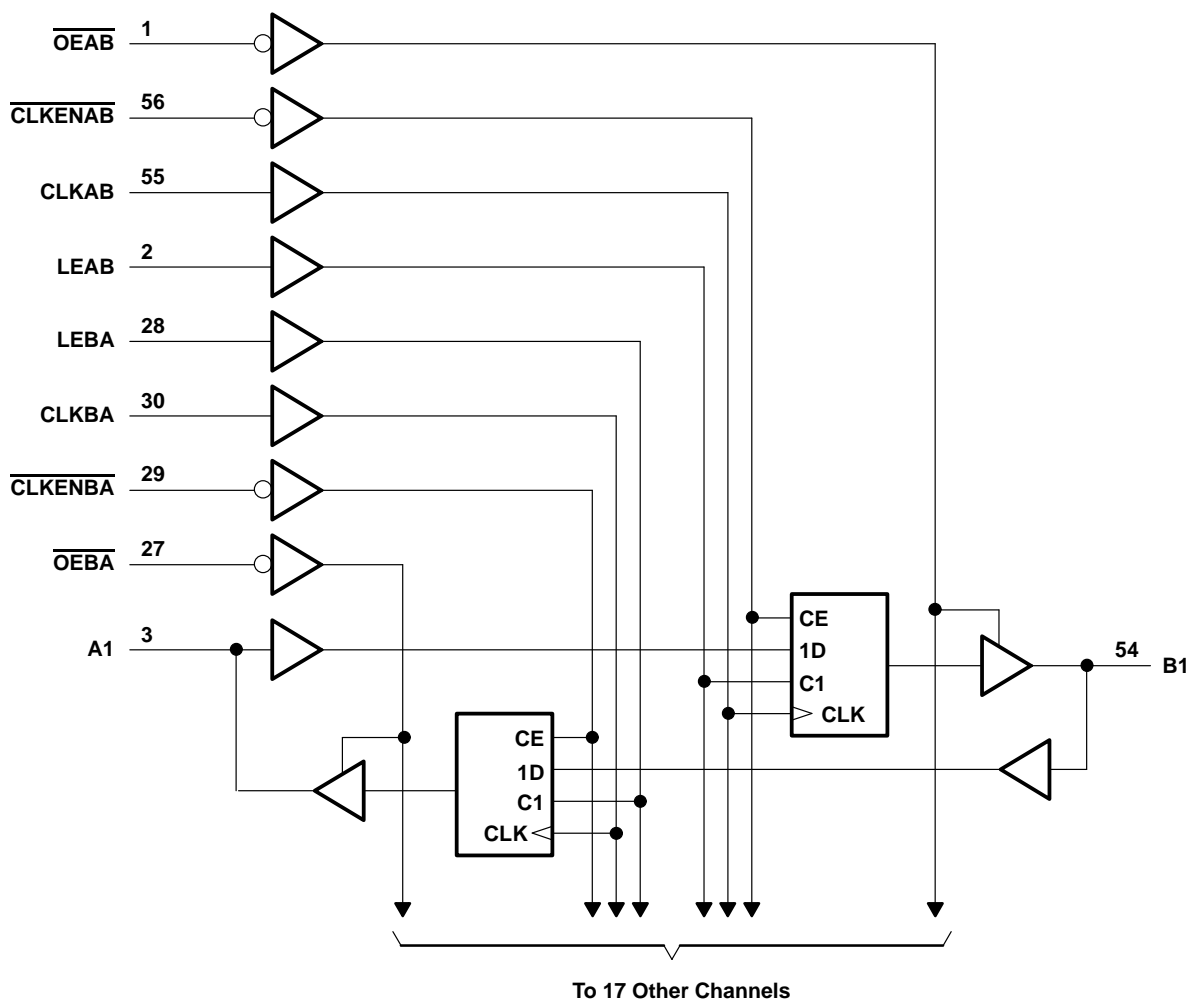 OEAB 1
CLKENAB 56
CLKAB 55
LEAB 2
LEBA 28
CLKBA 30
CLKENBA 29
OEBA 27
A1 3
CE
1D
C1
CLK
54 B1
CE
1D
C1
CLK
To 17 Other Channels